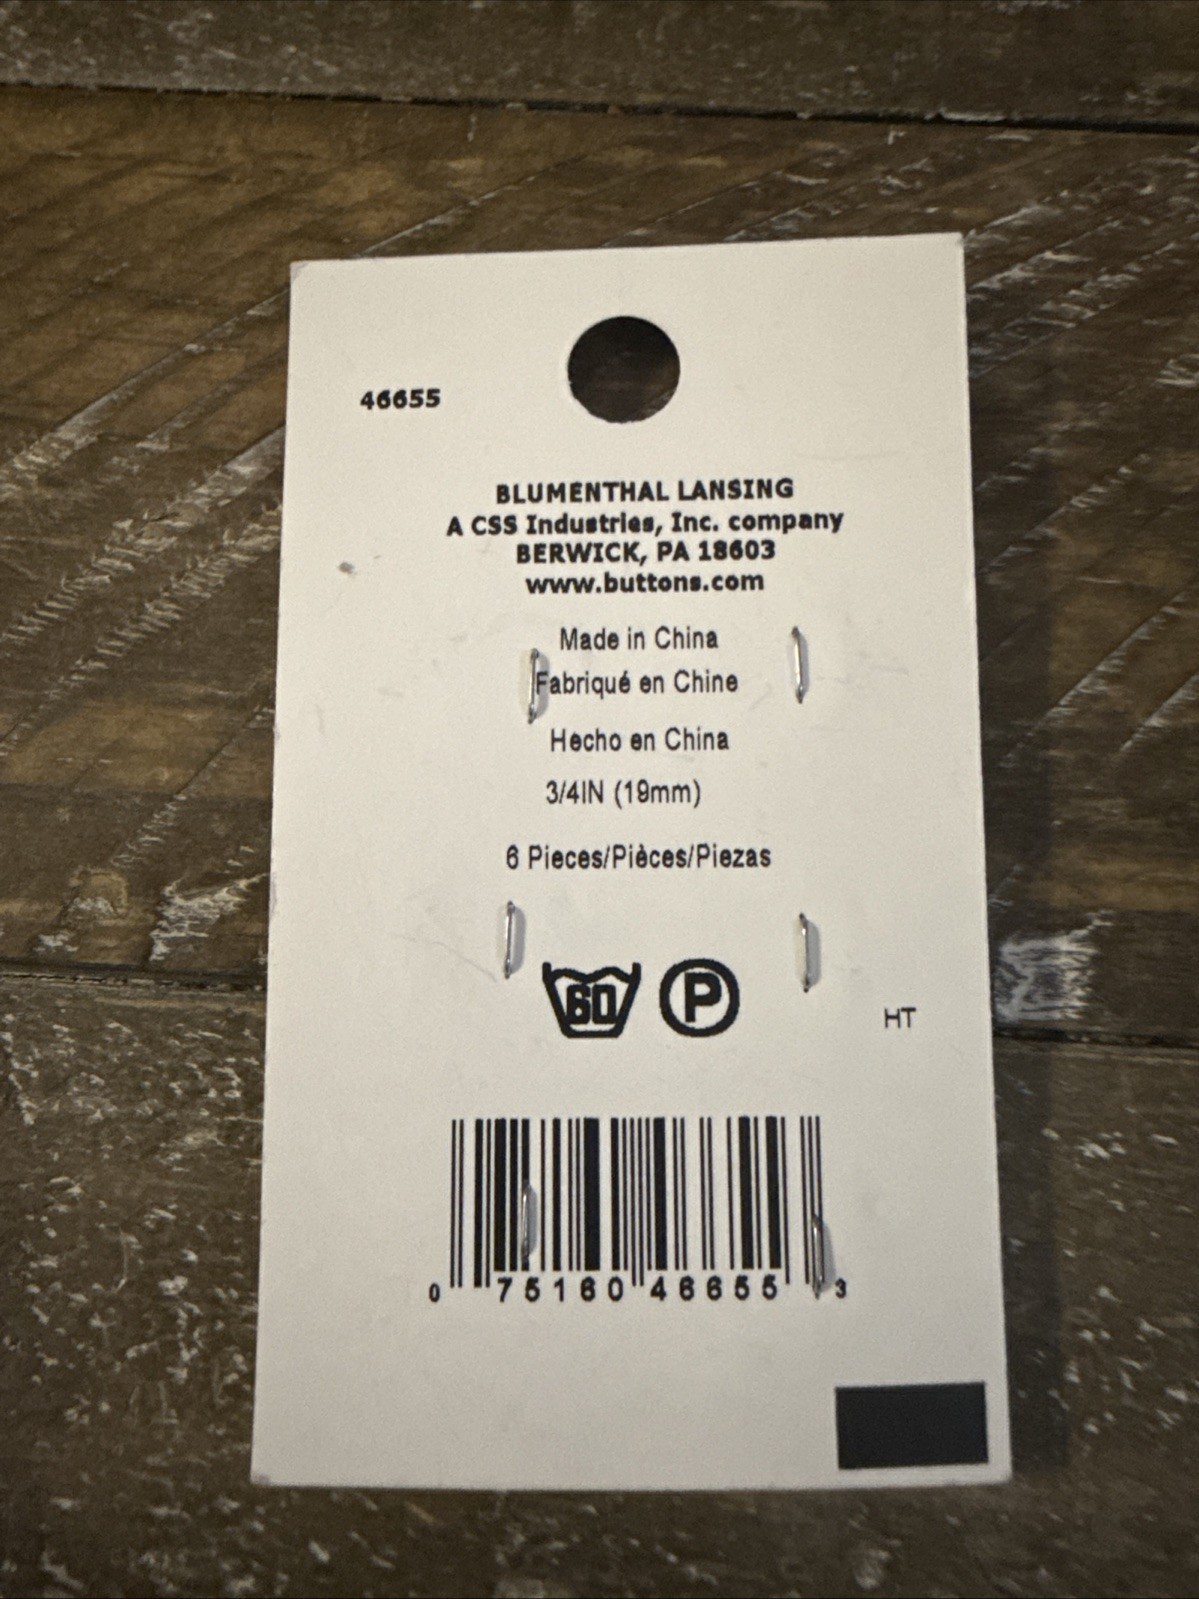 46655
BLUMENTHAL LANSING
A CSS Industries, Inc. company
BERWICK, PA 18603
www.buttons.com
Made in China
Fabriqué en Chine
Hecho en China
3/4IN (19mm)
6 Pieces/Pièces/Piezas
60 P
HT
0 75160 46655 3